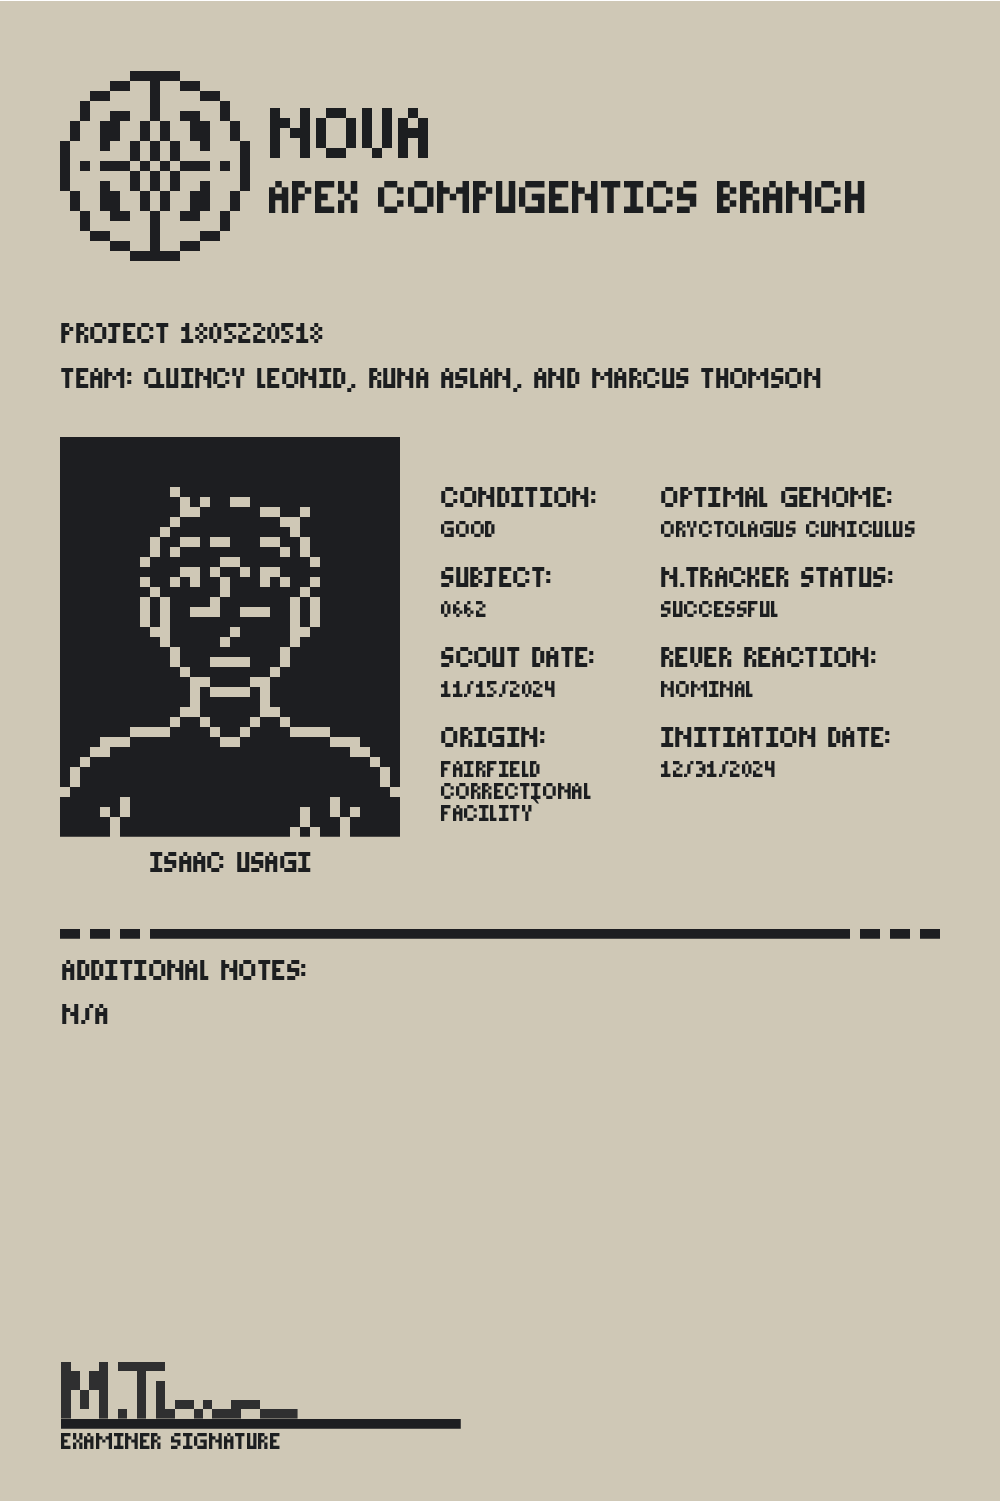 NOVA
APEX COMPUGENTICS BRANCH
PROJECT 1805220518
TEAM: QUINCY LEONID, RUNA ASLAN, AND MARCUS THOMSON
CONDITION:
GOOD
OPTIMAL GENOME:
ORYCTOLAGUS CUNICULUS
SUBJECT:
0662
N.TRACKER STATUS:
SUCCESSFUL
SCOUT DATE:
11/15/2024
REVER REACTION:
NOMINAL
ORIGIN:
FAIRFIELD
CORRECTIONAL
FACILITY
INITIATION DATE:
12/31/2024
ISAAC USAGI
ADDITIONAL NOTES:
N/A
M.Th
EXAMINER SIGNATURE